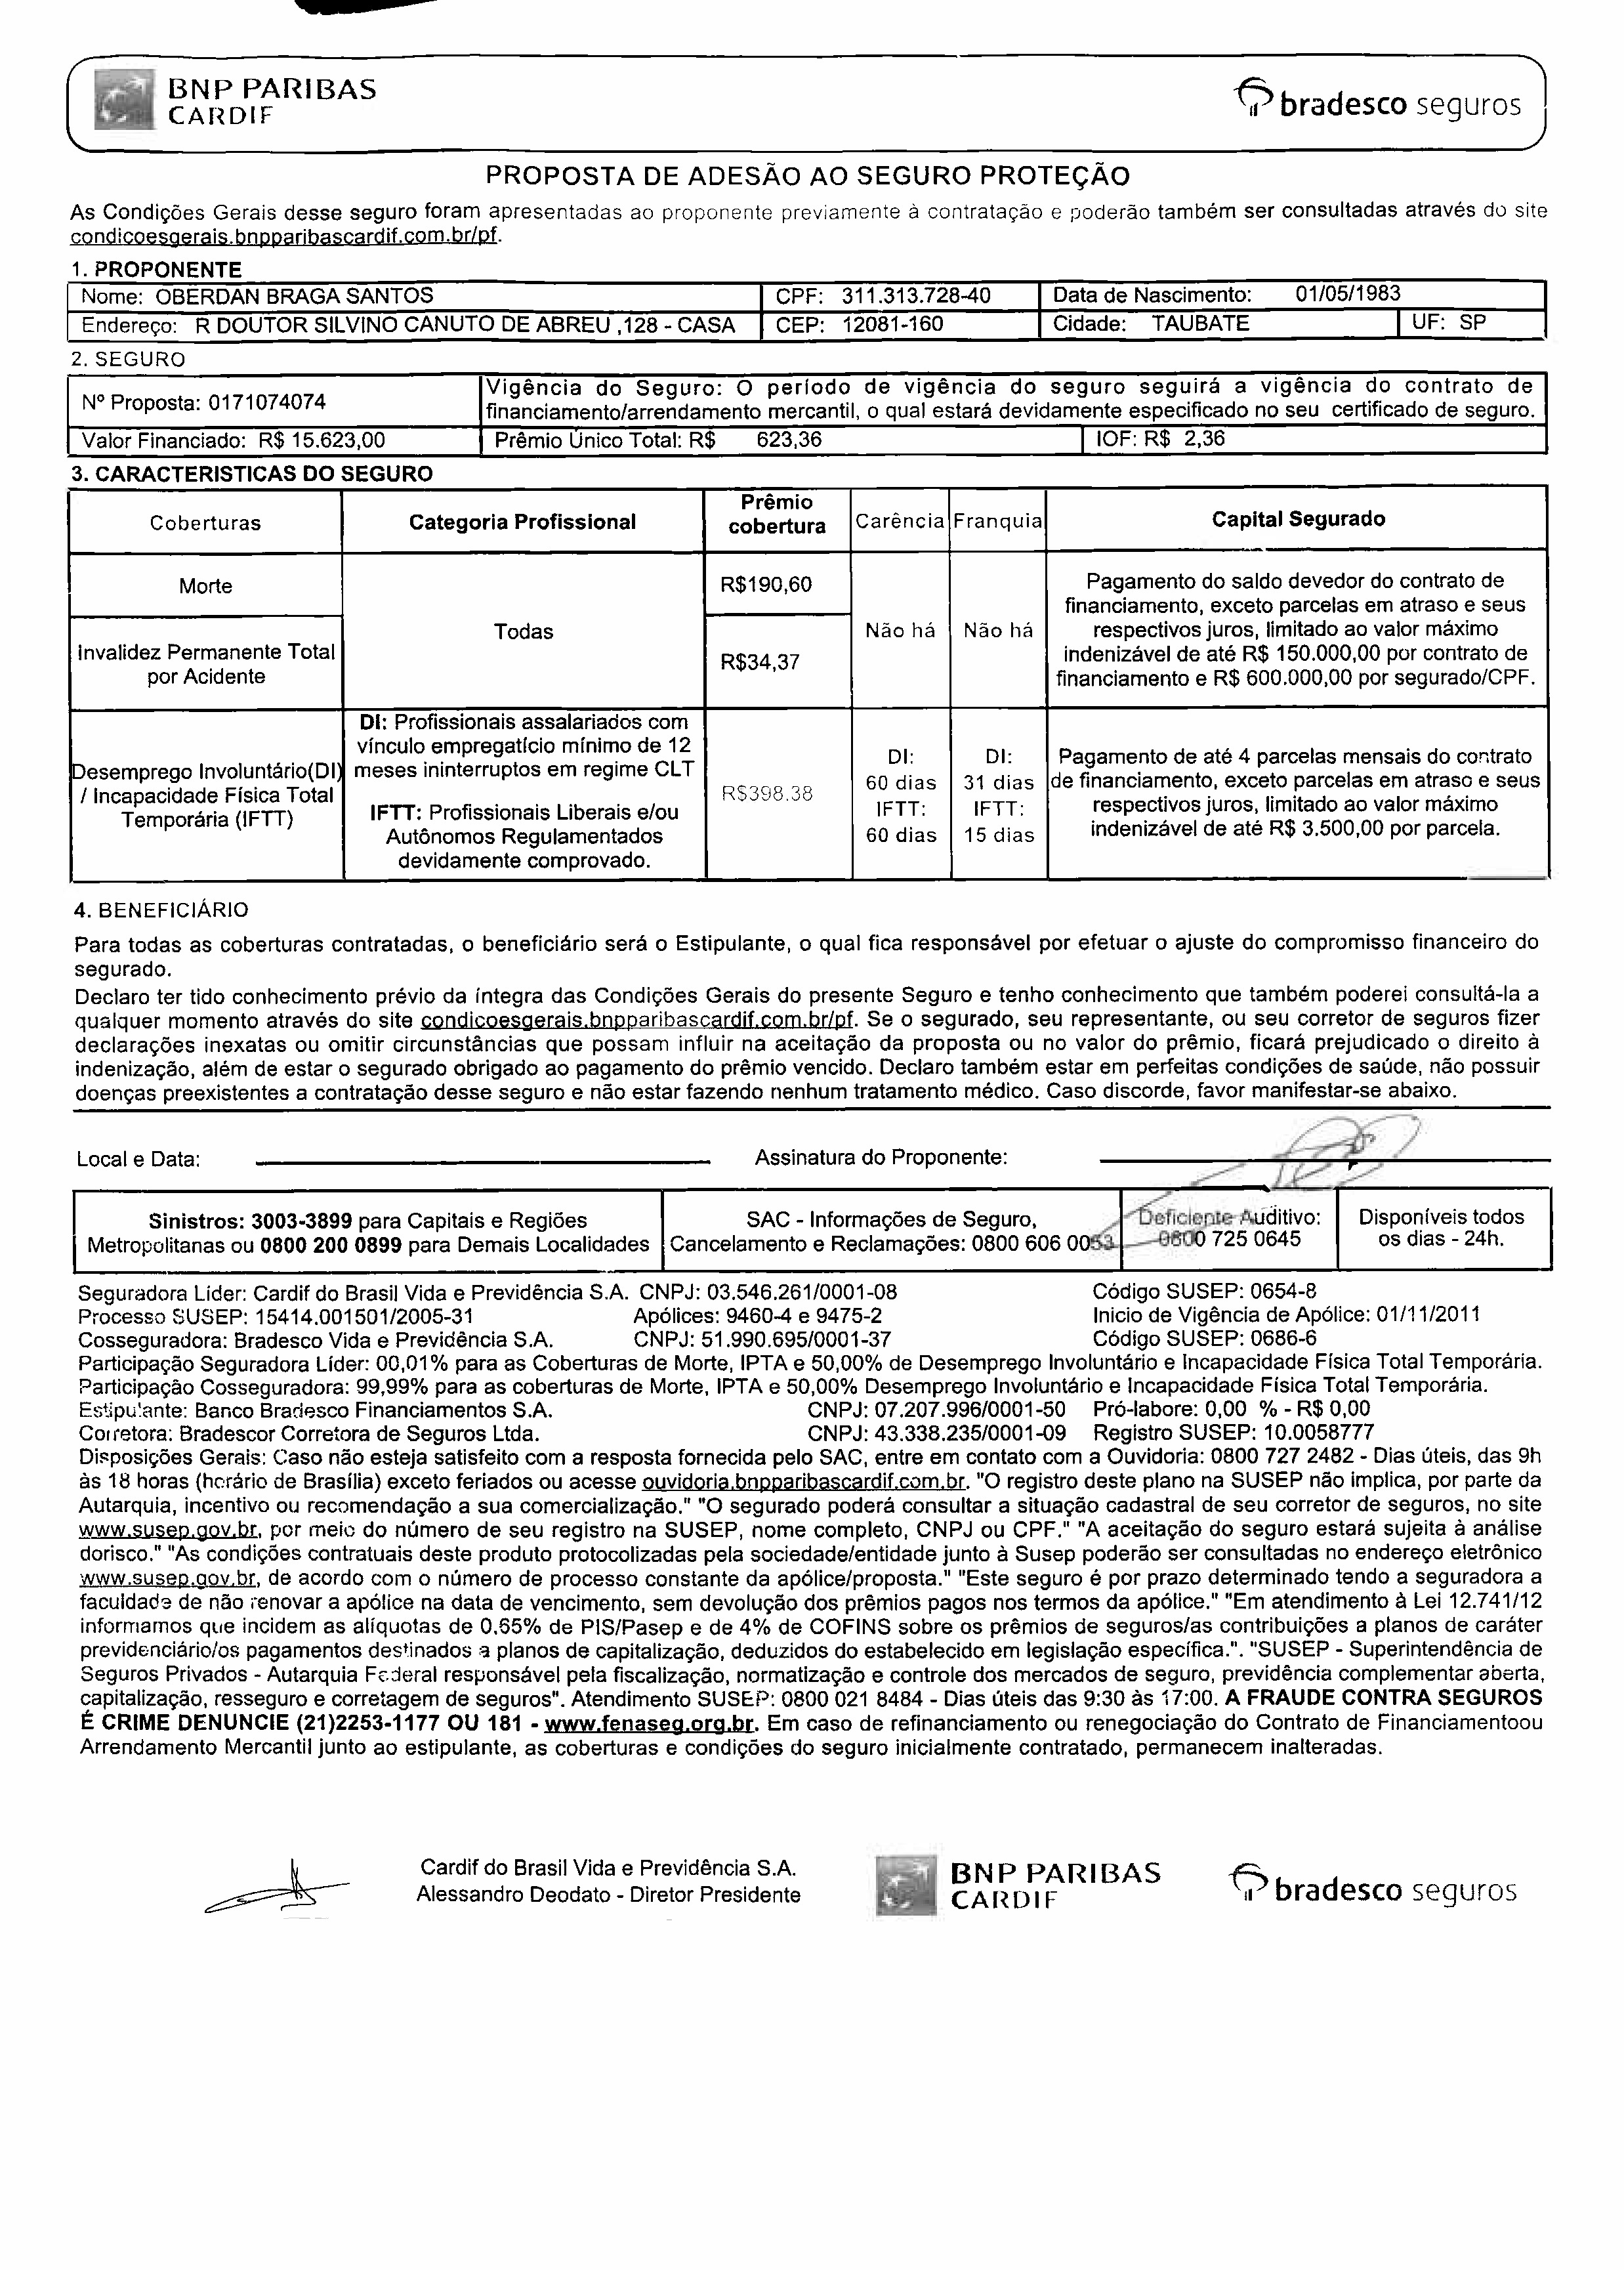 BNP PARIBAS
CARDIF
bradesco seguros
PROPOSTA DE ADESÃO AO SEGURO PROTEÇÃO
As Condições Gerais desse seguro foram apresentadas ao proponente previamente à contratação e poderão também ser consultadas através do site
condicoesgerais.bnpparibascardif.com.br/pf.
1. PROPONENTE
Nome: OBERDAN BRAGA SANTOS CPF: 311.313.728-40 Data de Nascimento: 01/05/1983
Endereço: R DOUTOR SILVINO CANUTO DE ABREU ,128 - CASA CEP: 12081-160 Cidade: TAUBATE UF: SP
2. SEGURO
Nº Proposta: 0171074074
Vigência do Seguro: O período de vigência do seguro seguirá a vigência do contrato de
financiamento/arrendamento mercantil, o qual estará devidamente especificado no seu certificado de seguro.
Valor Financiado: R$ 15.623,00 Prêmio Único Total: R$ 623,36 IOF: R$ 2,36
3. CARACTERISTICAS DO SEGURO
Coberturas
Categoria Profissional
Prêmio
cobertura
Carência
Franquia
Capital Segurado
Morte
Invalidez Permanente Total
por Acidente
Todas
R$190,60
R$34,37
Não há
Não há
Pagamento do saldo devedor do contrato de
financiamento, exceto parcelas em atraso e seus
respectivos juros, limitado ao valor máximo
indenizável de até R$ 150.000,00 por contrato de
financiamento e R$ 600.000,00 por segurado/CPF.
Desemprego Involuntário(DI)
/ Incapacidade Física Total
Temporária (IFTT)
DI: Profissionais assalariados com
vínculo empregatício mínimo de 12
meses ininterruptos em regime CLT
IFTT: Profissionais Liberais e/ou
Autônomos Regulamentados
devidamente comprovado.
R$398.38
DI:
60 dias
IFTT:
60 dias
DI:
31 dias
IFTT:
15 dias
Pagamento de até 4 parcelas mensais do contrato
de financiamento, exceto parcelas em atraso e seus
respectivos juros, limitado ao valor máximo
indenizável de até R$ 3.500,00 por parcela.
4. BENEFICIÁRIO
Para todas as coberturas contratadas, o beneficiário será o Estipulante, o qual fica responsável por efetuar o ajuste do compromisso financeiro do
segurado.
Declaro ter tido conhecimento prévio da íntegra das Condições Gerais do presente Seguro e tenho conhecimento que também poderei consultá-la a
qualquer momento através do site condicoesgerais.bnpparibascardif.com.br/pf. Se o segurado, seu representante, ou seu corretor de seguros fizer
declarações inexatas ou omitir circunstâncias que possam influir na aceitação da proposta ou no valor do prêmio, ficará prejudicado o direito à
indenização, além de estar o segurado obrigado ao pagamento do prêmio vencido. Declaro também estar em perfeitas condições de saúde, não possuir
doenças preexistentes a contratação desse seguro e não estar fazendo nenhum tratamento médico. Caso discorde, favor manifestar-se abaixo.
Local e Data: Assinatura do Proponente:
Sinistros: 3003-3899 para Capitais e Regiões
Metropolitanas ou 0800 200 0899 para Demais Localidades
SAC - Informações de Seguro,
Cancelamento e Reclamações: 0800 606 0053
Deficiente Auditivo:
0800 725 0645
Disponíveis todos
os dias - 24h.
Seguradora Líder: Cardif do Brasil Vida e Previdência S.A. CNPJ: 03.546.261/0001-08 Código SUSEP: 0654-8
Processo SUSEP: 15414.001501/2005-31 Apólices: 9460-4 e 9475-2 Inicio de Vigência de Apólice: 01/11/2011
Cosseguradora: Bradesco Vida e Previdência S.A. CNPJ: 51.990.695/0001-37 Código SUSEP: 0686-6
Participação Seguradora Líder: 00,01% para as Coberturas de Morte, IPTA e 50,00% de Desemprego Involuntário e Incapacidade Física Total Temporária.
Participação Cosseguradora: 99,99% para as coberturas de Morte, IPTA e 50,00% Desemprego Involuntário e Incapacidade Física Total Temporária.
Estipulante: Banco Bradesco Financiamentos S.A. CNPJ: 07.207.996/0001-50 Pró-labore: 0,00 % - R$ 0,00
Corretora: Bradescor Corretora de Seguros Ltda. CNPJ: 43.338.235/0001-09 Registro SUSEP: 10.0058777
Disposições Gerais: Caso não esteja satisfeito com a resposta fornecida pelo SAC, entre em contato com a Ouvidoria: 0800 727 2482 - Dias úteis, das 9h
às 18 horas (horário de Brasília) exceto feriados ou acesse ouvidoria.bnpparibascardif.com.br. "O registro deste plano na SUSEP não implica, por parte da
Autarquia, incentivo ou recomendação a sua comercialização." "O segurado poderá consultar a situação cadastral de seu corretor de seguros, no site
www.susep.gov.br, por meio do número de seu registro na SUSEP, nome completo, CNPJ ou CPF." "A aceitação do seguro estará sujeita à análise
dorisco." "As condições contratuais deste produto protocolizadas pela sociedade/entidade junto à Susep poderão ser consultadas no endereço eletrônico
www.susep.gov.br, de acordo com o número de processo constante da apólice/proposta." "Este seguro é por prazo determinado tendo a seguradora a
faculdade de não renovar a apólice na data de vencimento, sem devolução dos prêmios pagos nos termos da apólice." "Em atendimento à Lei 12.741/12
informamos que incidem as alíquotas de 0,65% de PIS/Pasep e de 4% de COFINS sobre os prêmios de seguros/as contribuições a planos de caráter
previdenciário/os pagamentos destinados a planos de capitalização, deduzidos do estabelecido em legislação específica.". "SUSEP - Superintendência de
Seguros Privados - Autarquia Federal responsável pela fiscalização, normatização e controle dos mercados de seguro, previdência complementar aberta,
capitalização, resseguro e corretagem de seguros". Atendimento SUSEP: 0800 021 8484 - Dias úteis das 9:30 às 17:00. A FRAUDE CONTRA SEGUROS
É CRIME DENUNCIE (21)2253-1177 OU 181 - www.fenaseg.org.br. Em caso de refinanciamento ou renegociação do Contrato de Financiamentoou
Arrendamento Mercantil junto ao estipulante, as coberturas e condições do seguro inicialmente contratado, permanecem inalteradas.
Cardif do Brasil Vida e Previdência S.A.
Alessandro Deodato - Diretor Presidente
BNP PARIBAS
CARDIF
bradesco seguros